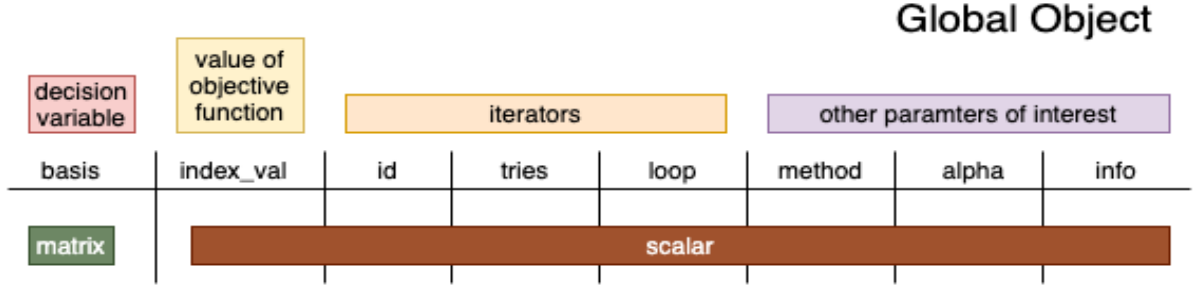 Global Object
decision
variable
value of
objective
function
iterators
other paramters of interest
basis index_val id tries loop method alpha info
matrix scalar